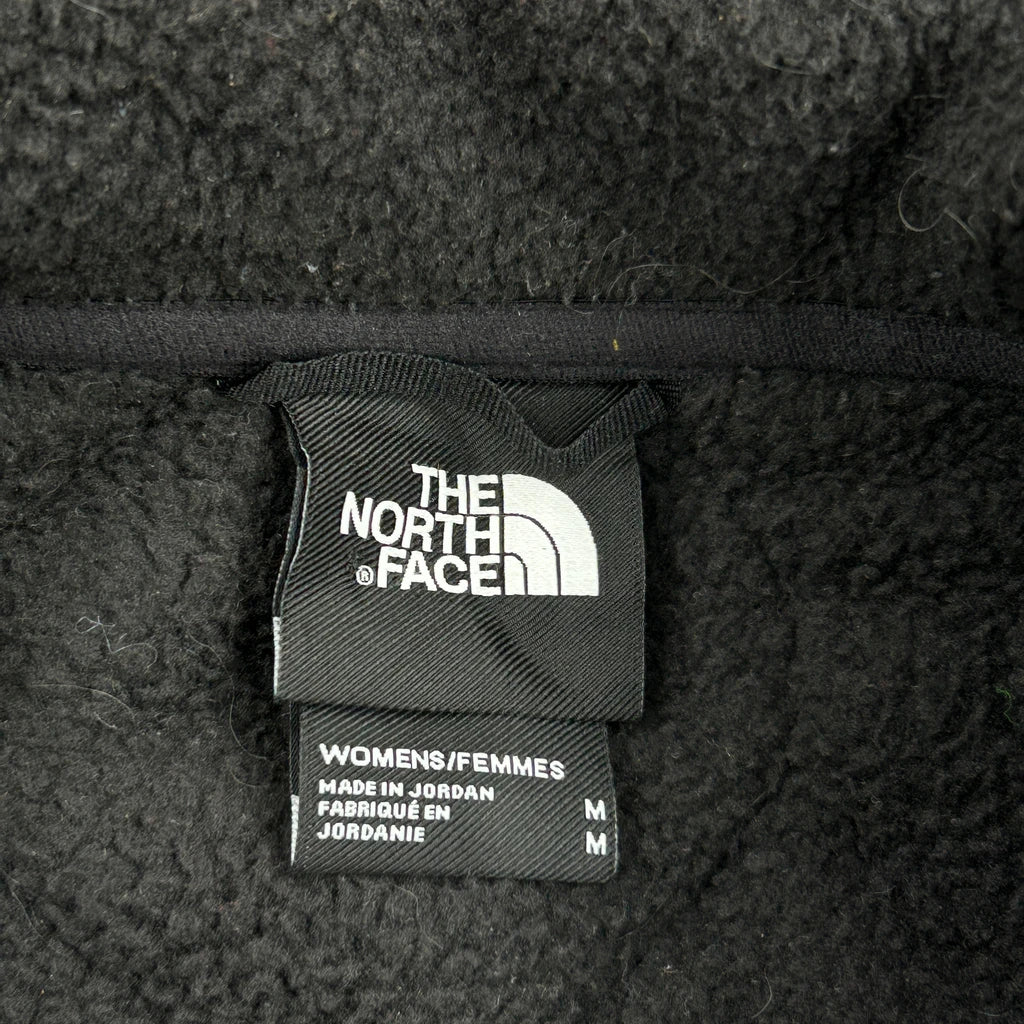 THE
NORTH
® FACE
WOMENS/FEMMES
MADE IN JORDAN
FABRIQUÉ EN M
JORDANIE M